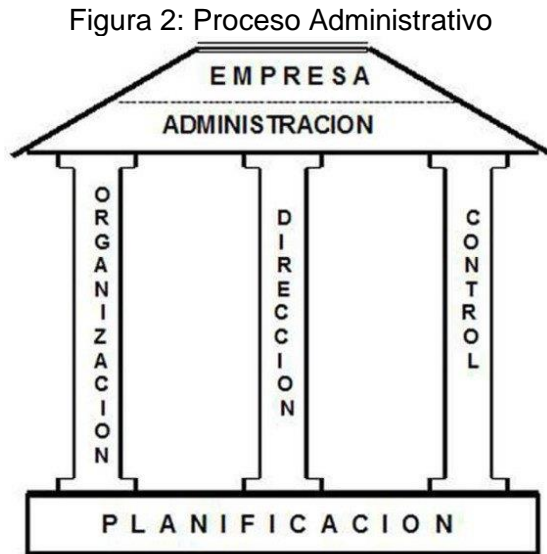 Figura 2: Proceso Administrativo
EMPRESA
ADMINISTRACION
ORGANIZACION
DIRECCION
CONTROL
PLANIFICACION